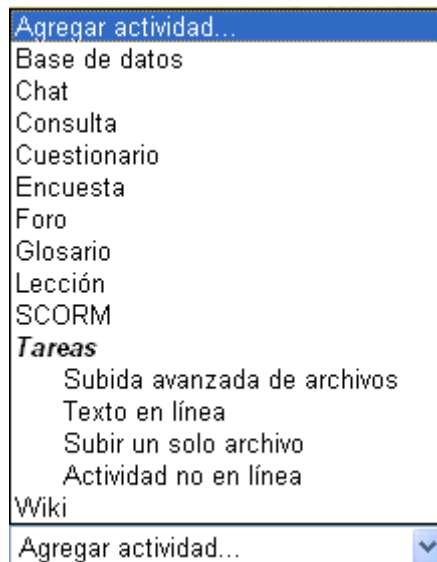 Agregar actividad...
Base de datos
Chat
Consulta
Cuestionario
Encuesta
Foro
Glosario
Lección
SCORM
Tareas
Subida avanzada de archivos
Texto en línea
Subir un solo archivo
Actividad no en línea
Wiki
Agregar actividad...